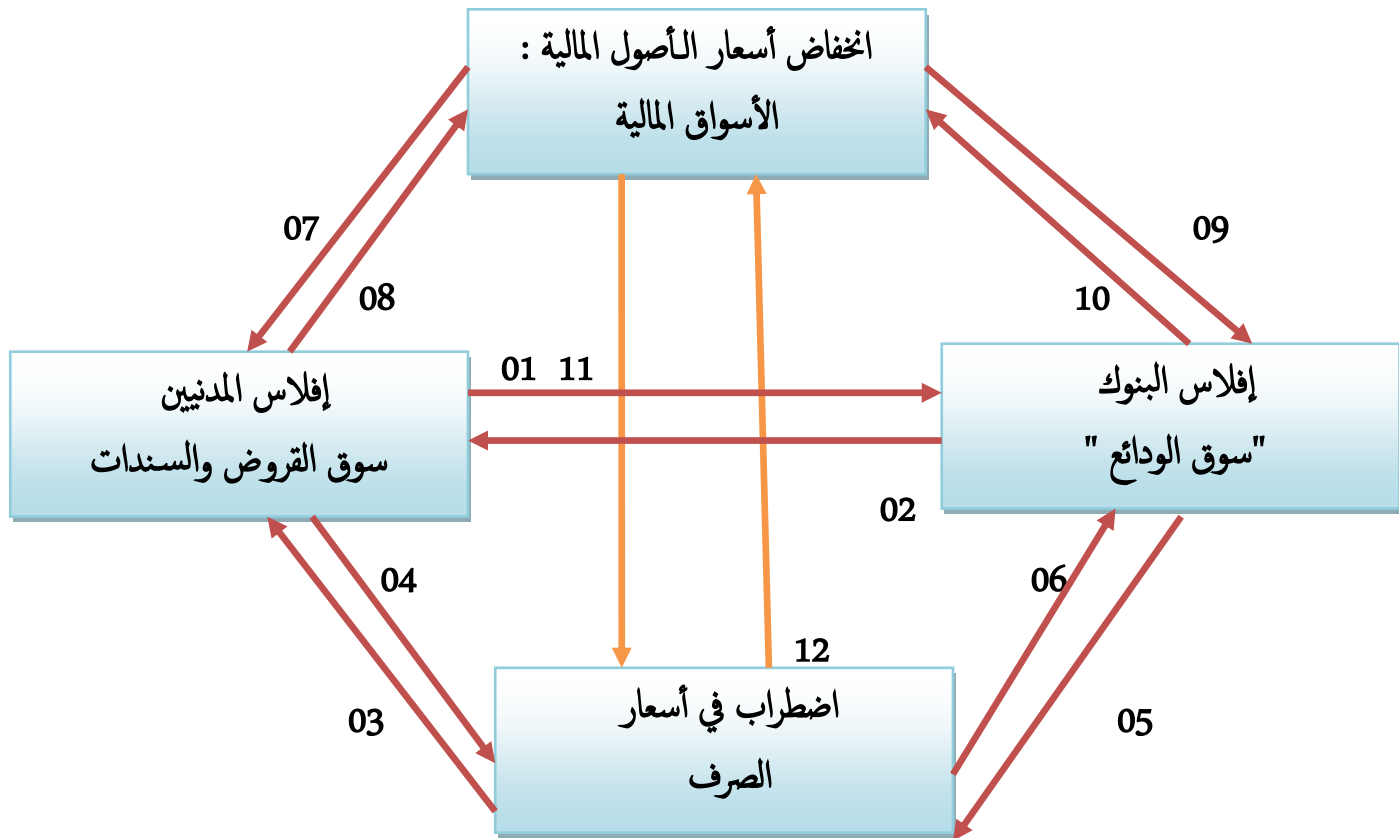 انخفاض أسعار الـأصول المالية :
الأسواق المالية
07
09
08
10
إفلاس المدنيين
سوق القروض والسندات
01 11
إفلاس البنوك
"سوق الودائع "
02
04
06
12
03
05
اضطراب في أسعار
الصرف